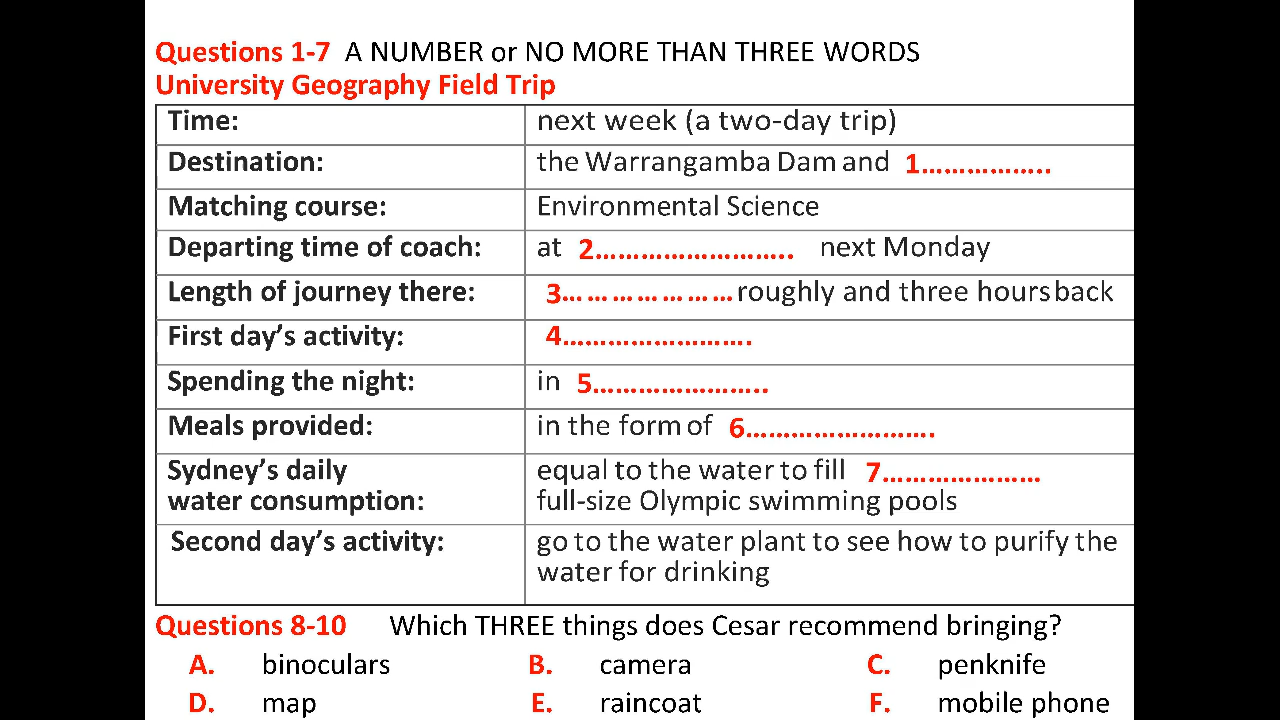 Questions 1-7 A NUMBER or NO MORE THAN THREE WORDS
University Geography Field Trip
Time: next week (a two-day trip)
Destination: the Warrangamba Dam and 1……………..
Matching course: Environmental Science
Departing time of coach: at 2…………………….. next Monday
Length of journey there: 3………………… roughly and three hours back
First day's activity: 4…………………….
Spending the night: in 5…………………..
Meals provided: in the form of 6…………………….
Sydney's daily equal to the water to fill 7…………………
water consumption: full-size Olympic swimming pools
Second day's activity: go to the water plant to see how to purify the
water for drinking
Questions 8-10 Which THREE things does Cesar recommend bringing?
A. binoculars B. camera C. penknife
D. map E. raincoat F. mobile phone